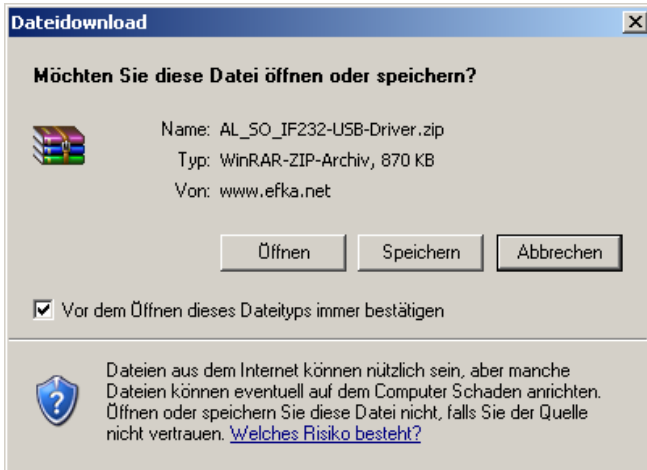 Dateidownload
Möchten Sie diese Datei öffnen oder speichern?
Name: AL_SO_IF232-USB-Driver.zip
Typ: WinRAR-ZIP-Archiv, 870 KB
Von: www.efka.net
Öffnen Speichern Abbrechen
Vor dem Öffnen dieses Dateityps immer bestätigen
Dateien aus dem Internet können nützlich sein, aber manche
Dateien können eventuell auf dem Computer Schaden anrichten.
Öffnen oder speichern Sie diese Datei nicht, falls Sie der Quelle
nicht vertrauen. Welches Risiko besteht?